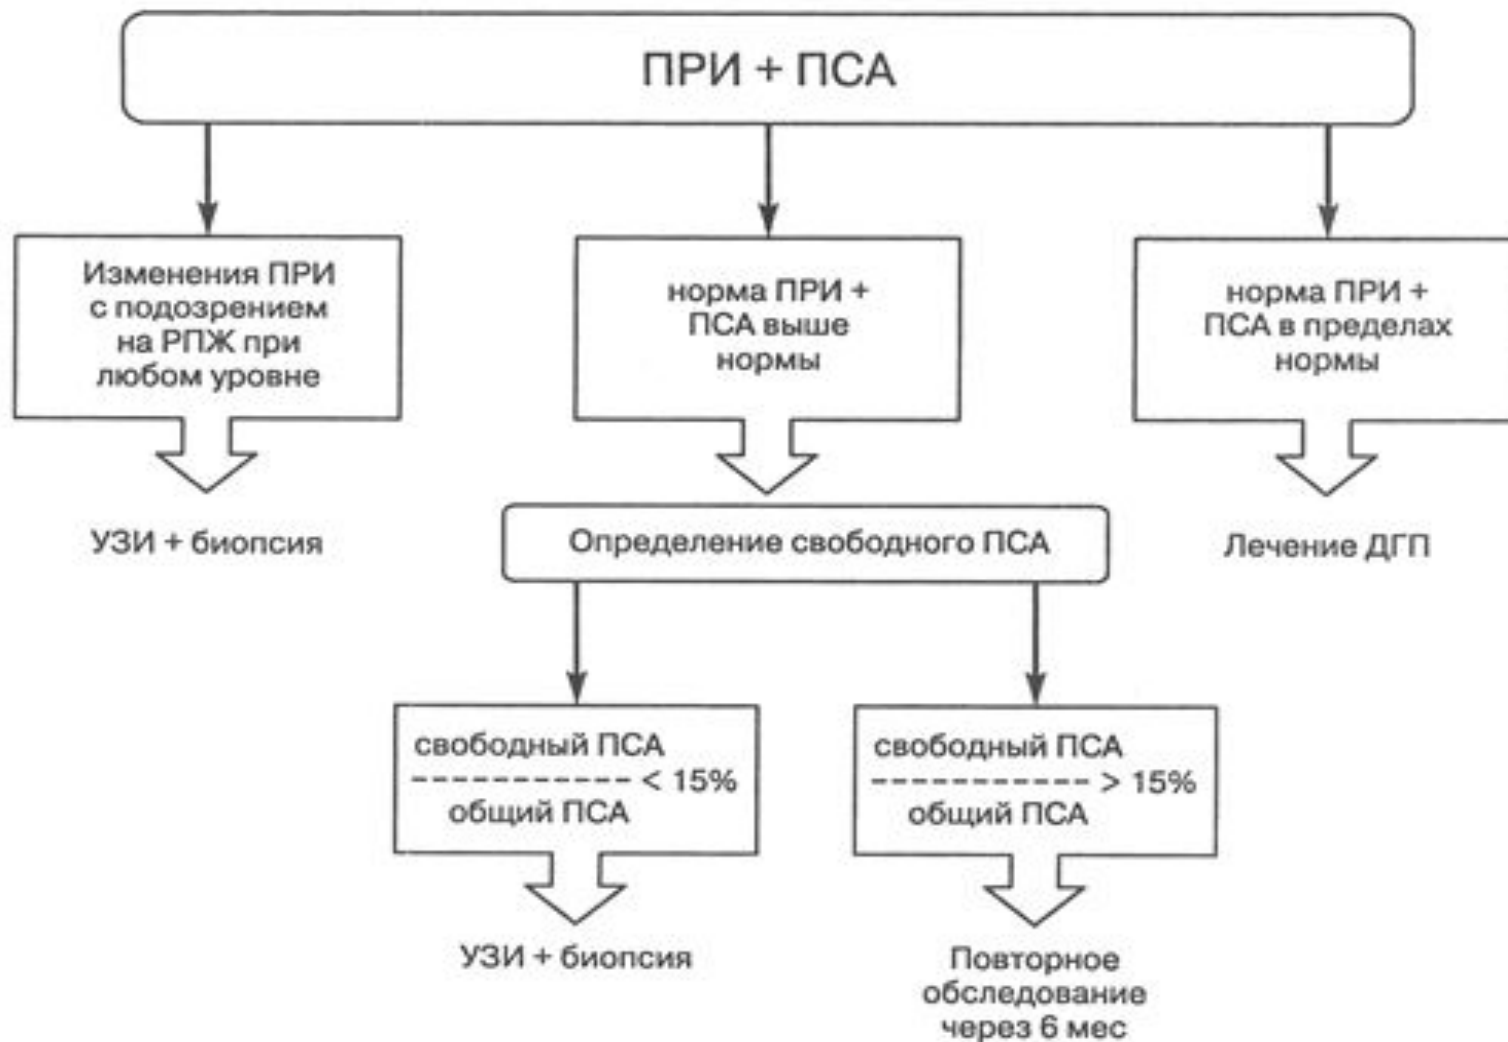 ПРИ + ПСА
Изменения ПРИ
с подозрением
на РПЖ при
любом уровне
норма ПРИ +
ПСА выше
нормы
норма ПРИ +
ПСА в пределах
нормы
УЗИ + биопсия
Определение свободного ПСА
Лечение ДГП
свободный ПСА
----------- < 15%
общий ПСА
свободный ПСА
----------- > 15%
общий ПСА
УЗИ + биопсия
Повторное
обследование
через 6 мес